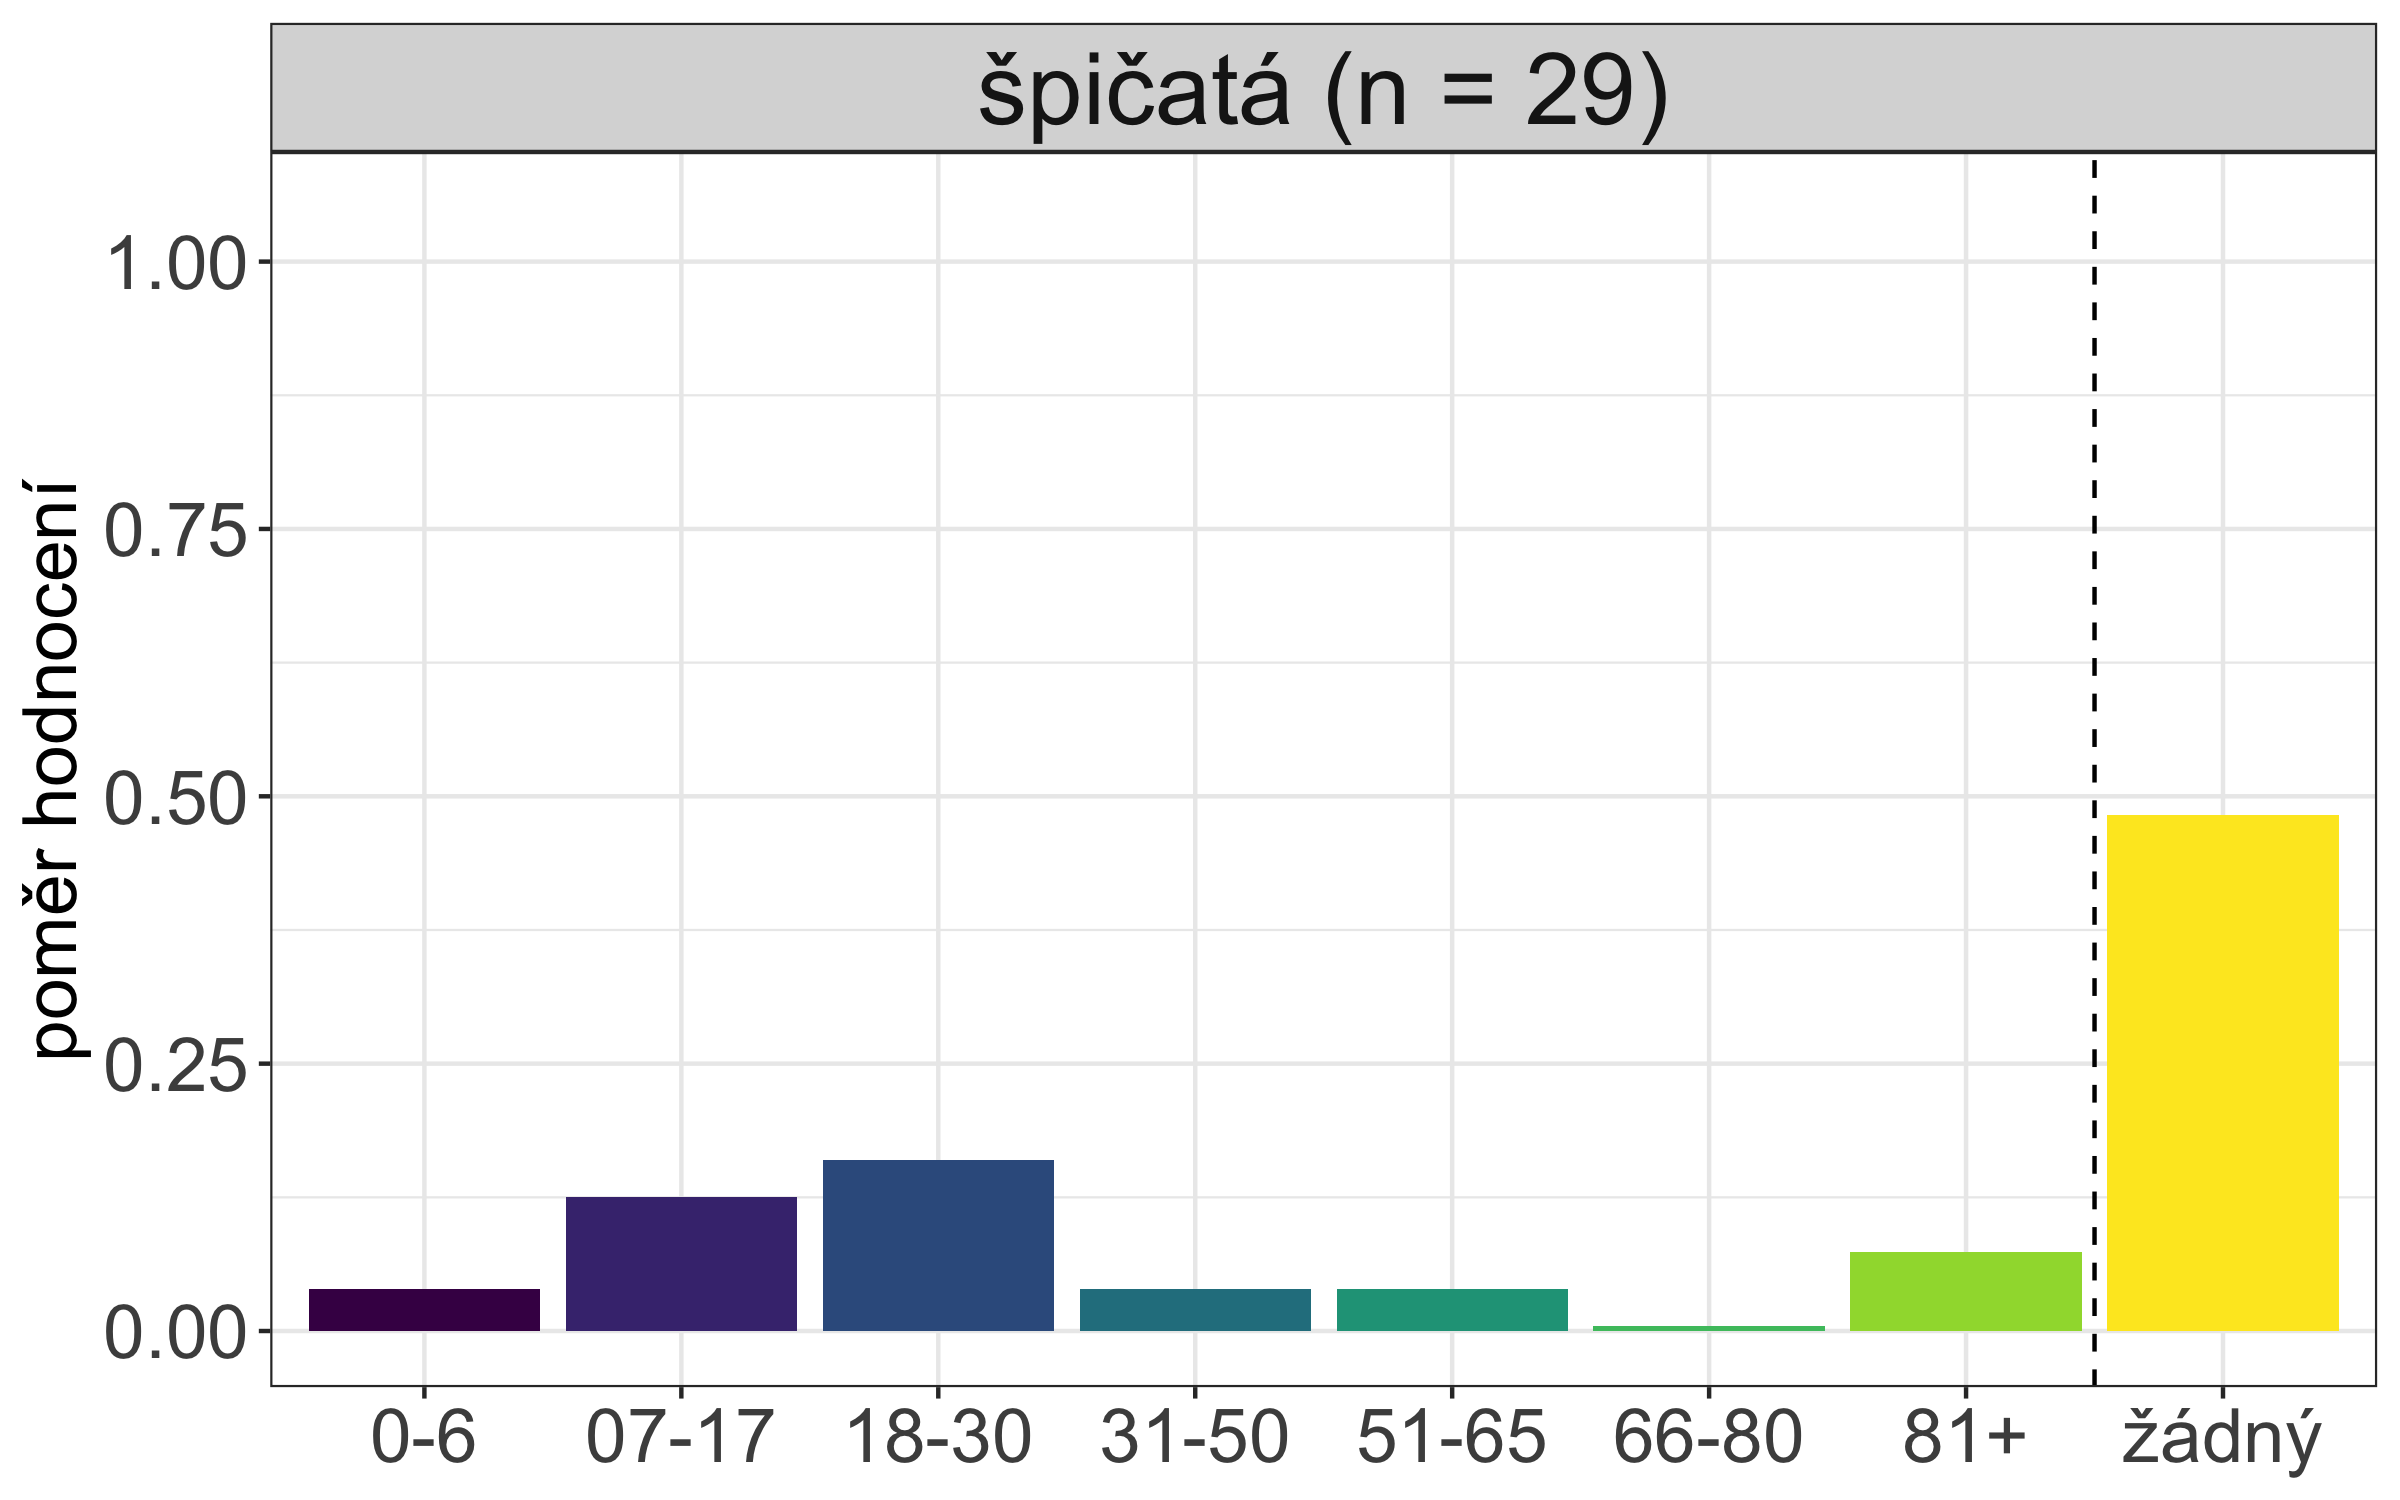 špičatá (n = 29)
poměr hodnocení
1.00
0.75
0.50
0.25
0.00
0-6 07-17 18-30 31-50 51-65 66-80 81+ žádný